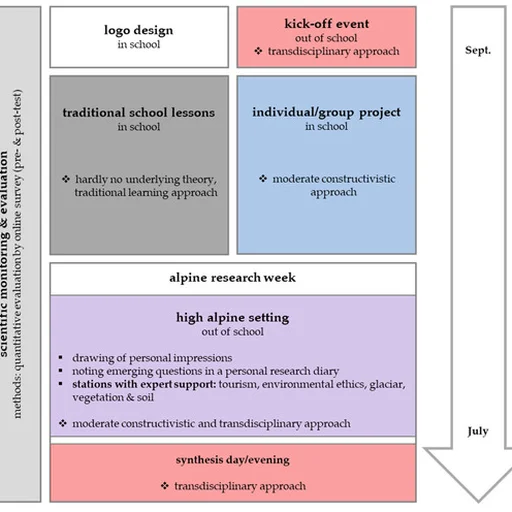 scientific monitoring & evaluation
methods: quantitative evaluation by online survey (pre- & post-test)
logo design
in school
kick-off event
out of school
❖ transdisciplinary approach
Sept.
traditional school lessons
in school
❖ hardly no underlying theory,
traditional learning approach
individual/group project
in school
❖ moderate constructivistic
approach
alpine research week
high alpine setting
out of school
▪ drawing of personal impressions
▪ noting emerging questions in a personal research diary
▪ stations with expert support: tourism, environmental ethics, glaciar,
vegetation & soil
❖ moderate constructivistic and transdisciplinary approach
July
synthesis day/evening
❖ transdisciplinary approach